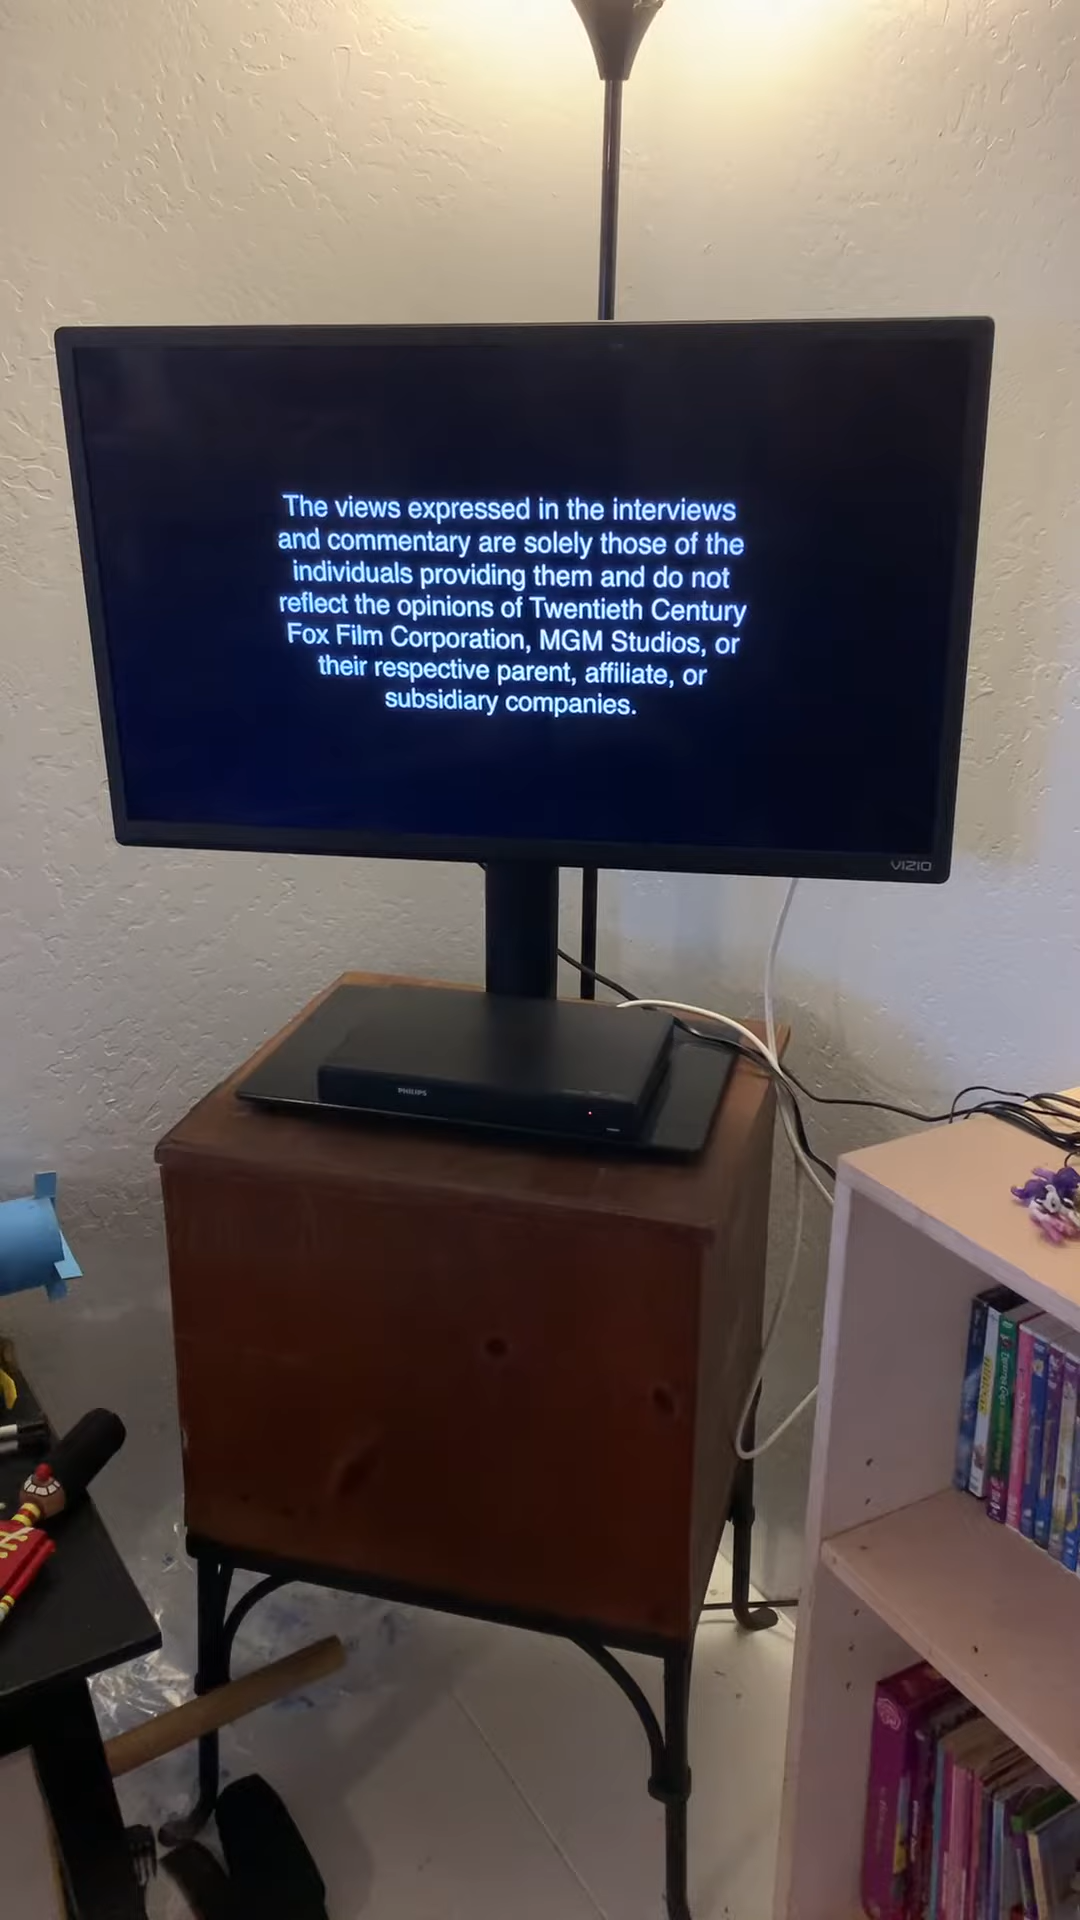 The views expressed in the interviews
and commentary are solely those of the
individuals providing them and do not
reflect the opinions of Twentieth Century
Fox Film Corporation, MGM Studios, or
their respective parent, affiliate, or
subsidiary companies.
VIZIO
PHILIPS